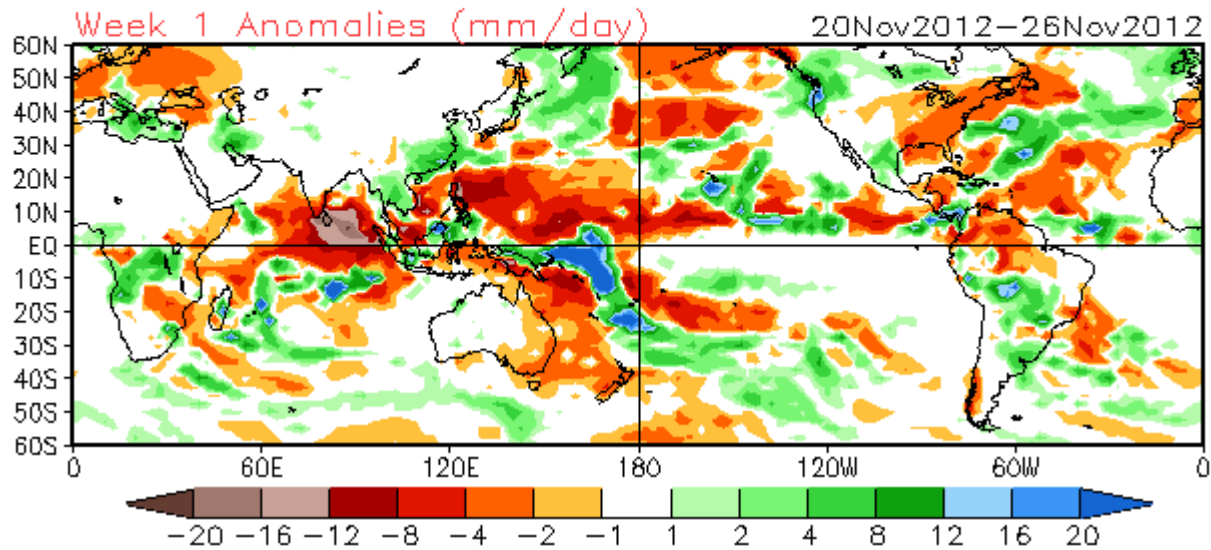 Week 1 Anomalies (mm/day) 20Nov2012-26Nov2012
60N
50N
40N
30N
20N
10N
EQ
10S
20S
30S
40S
50S
60S
0 60E 120E 180 120W 60W 0
-20 -16 -12 -8 -4 -2 -1 1 2 4 8 12 16 20